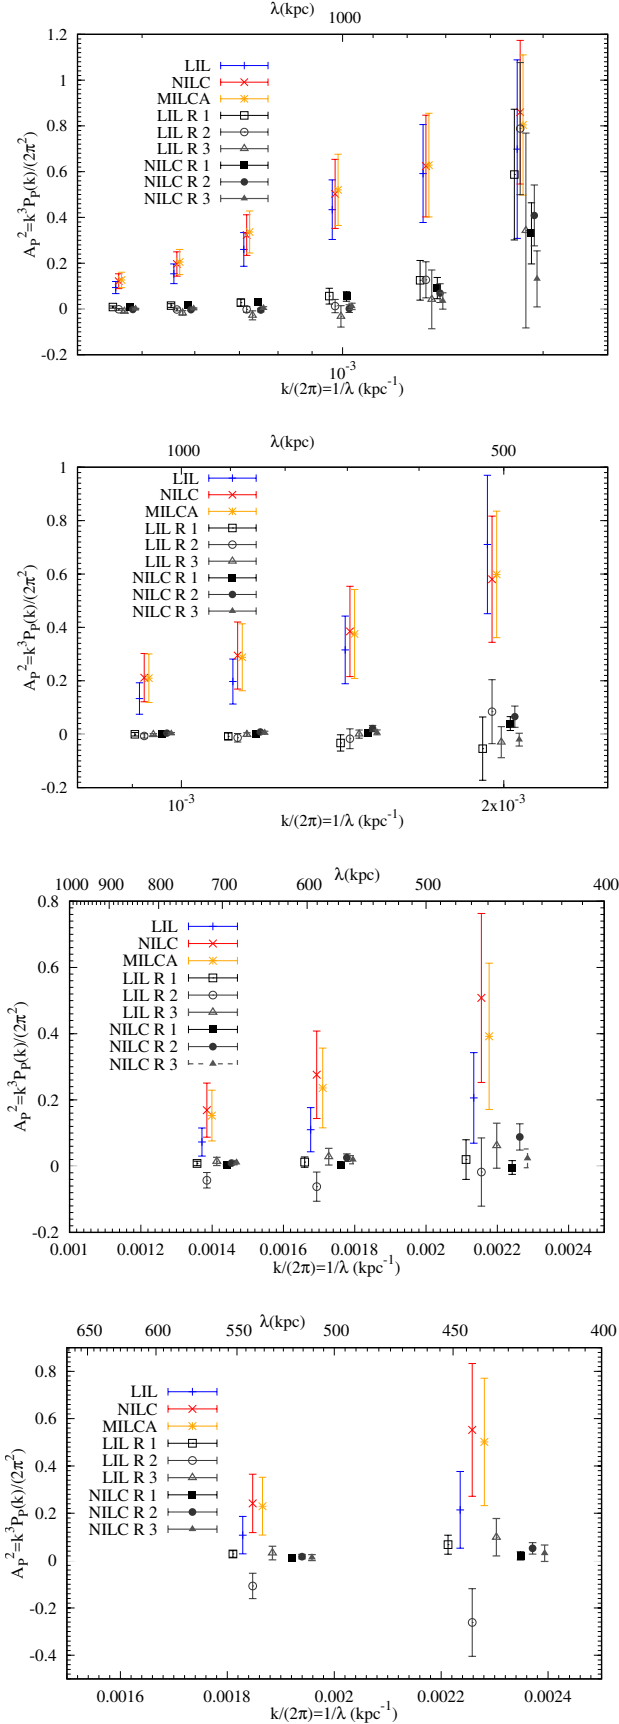 λ(kpc)
1000
1.2
1
0.8
0.6
0.4
0.2
0
-0.2
A_P^2=k^3P_P(k)/(2π^2)
LIL
NILC
MILCA
LIL R 1
LIL R 2
LIL R 3
NILC R 1
NILC R 2
NILC R 3
10^-3
k/(2π)=1/λ (kpc^-1)
λ(kpc)
1000 500
1
0.8
0.6
0.4
0.2
0
-0.2
A_P^2=k^3P_P(k)/(2π^2)
LIL
NILC
MILCA
LIL R 1
LIL R 2
LIL R 3
NILC R 1
NILC R 2
NILC R 3
10^-3 2x10^-3
k/(2π)=1/λ (kpc^-1)
λ(kpc)
1000 900 800 700 600 500 400
0.8
0.6
0.4
0.2
0
-0.2
A_P^2=k^3P_P(k)/(2π^2)
LIL
NILC
MILCA
LIL R 1
LIL R 2
LIL R 3
NILC R 1
NILC R 2
NILC R 3
0.001 0.0012 0.0014 0.0016 0.0018 0.002 0.0022 0.0024
k/(2π)=1/λ (kpc^-1)
λ(kpc)
650 600 550 500 450 400
0.8
0.6
0.4
0.2
0
-0.2
-0.4
A_P^2=k^3P_P(k)/(2π^2)
LIL
NILC
MILCA
LIL R 1
LIL R 2
LIL R 3
NILC R 1
NILC R 2
NILC R 3
0.0016 0.0018 0.002 0.0022 0.0024
k/(2π)=1/λ (kpc^-1)